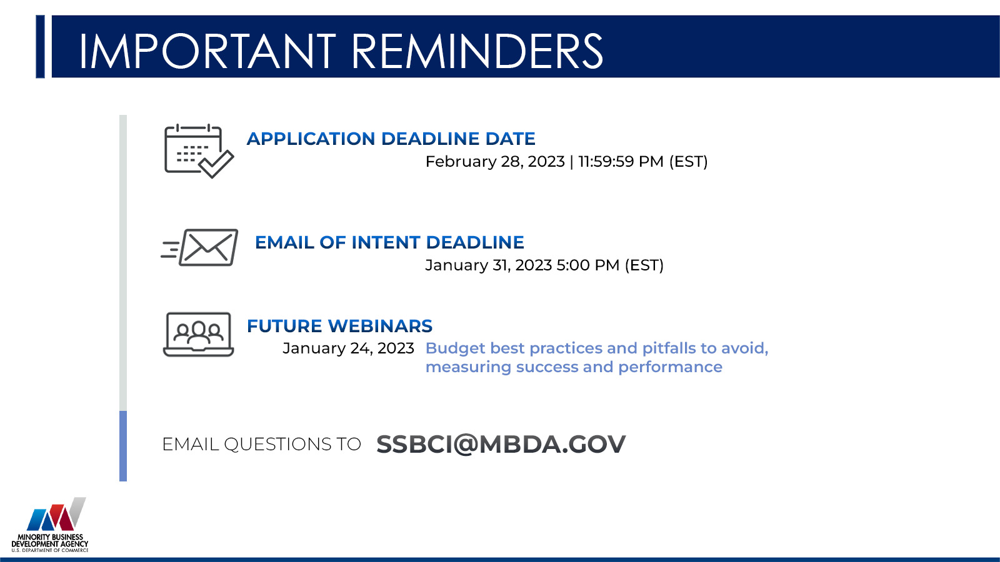 IMPORTANT REMINDERS
APPLICATION DEADLINE DATE
February 28, 2023 | 11:59:59 PM (EST)
EMAIL OF INTENT DEADLINE
January 31, 2023 5:00 PM (EST)
FUTURE WEBINARS
January 24, 2023 Budget best practices and pitfalls to avoid,
measuring success and performance
EMAIL QUESTIONS TO SSBCI@MBDA.GOV
MINORITY BUSINESS
DEVELOPMENT AGENCY
U.S. DEPARTMENT OF COMMERCE